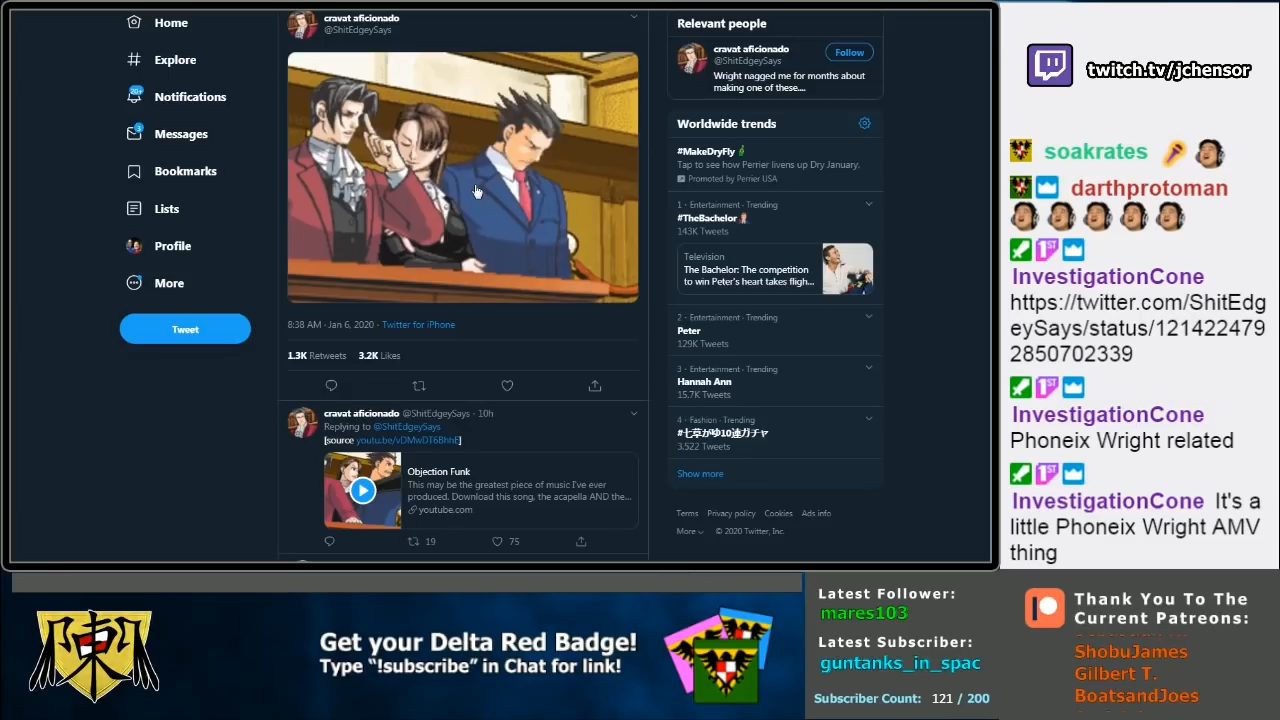 Home
Explore
20+
Notifications
Messages
Bookmarks
Lists
Profile
More
Tweet
cravat aficionado
@ShitEdgeySays
8:38 AM · Jan 6, 2020 · Twitter for iPhone
1.3K Retweets 3.2K Likes
cravat aficionado @ShitEdgeySays · 10h
Replying to @ShitEdgeySays
[source youtu.be/vDMwDT6BhhE]
Objection Funk
This may be the greatest piece of music I've ever
produced. Download this song, the acapella AND the...
youtube.com
19
75
Relevant people
cravat aficionado
@ShitEdgeySays
Follow
Wright nagged me for months about
making one of these....
Worldwide trends
#MakeDryFly
Tap to see how Perrier livens up Dry January.
Promoted by Perrier USA
1 · Entertainment · Trending
#TheBachelor
143K Tweets
Television
The Bachelor: The competition
to win Peter's heart takes fligh...
2 · Entertainment · Trending
Peter
129K Tweets
3 · Entertainment · Trending
Hannah Ann
15.7K Tweets
4 · Fashion · Trending
#七草がゆ10連ガチャ
3,522 Tweets
Show more
Terms Privacy policy Cookies Ads info
More © 2020 Twitter, Inc.
twitch.tv/jchensor
soakrates
darthprotoman
1ST
InvestigationCone
https://twitter.com/ShitEdg
eySays/status/121422479
2850702339
1ST
InvestigationCone
Phoneix Wright related
1ST
InvestigationCone It's a
little Phoneix Wright AMV
thing
Get your Delta Red Badge!
Type "!subscribe" in Chat for link!
Latest Follower:
mares103
Latest Subscriber:
guntanks_in_spac
Subscriber Count: 121 / 200
Thank You To The
Current Patreons:
ShobuJames
Gilbert T.
BoatsandJoes